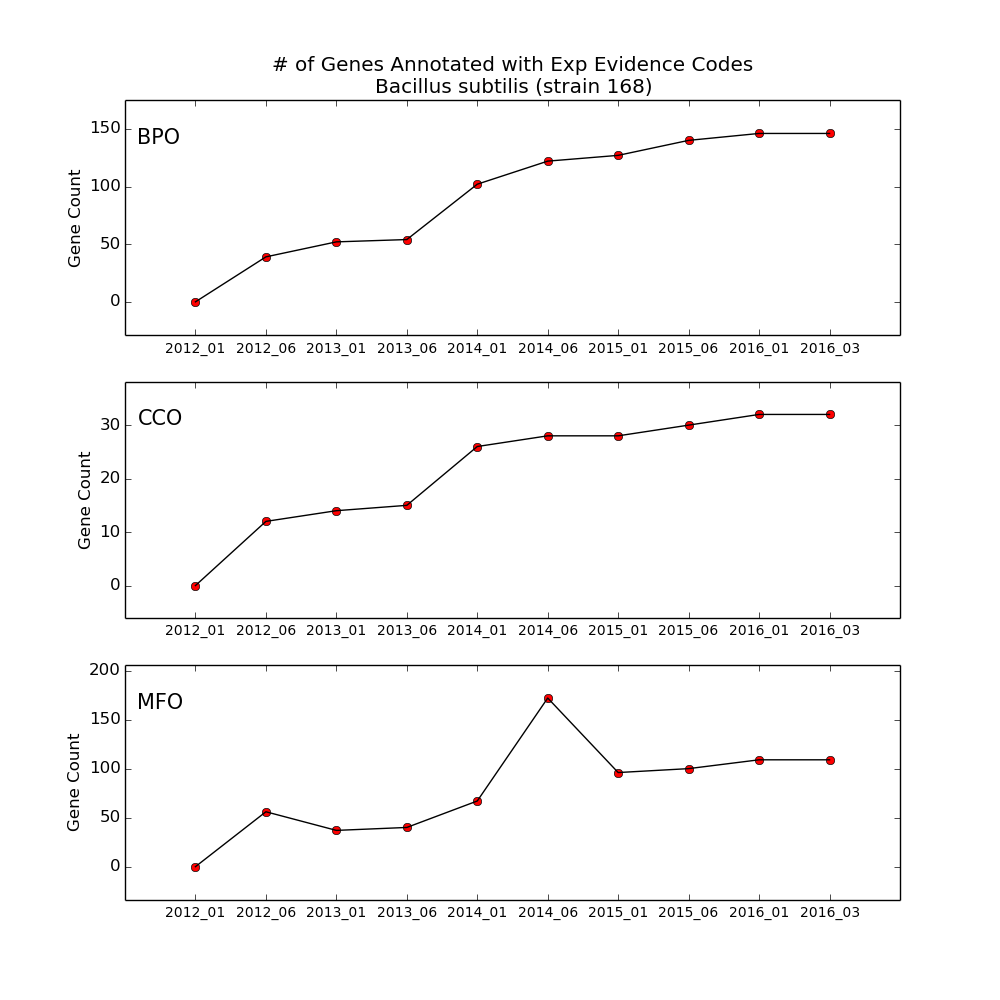 # of Genes Annotated with Exp Evidence Codes
Bacillus subtilis (strain 168)
BPO
Gene Count
150
100
50
0
2012_01 2012_06 2013_01 2013_06 2014_01 2014_06 2015_01 2015_06 2016_01 2016_03
CCO
Gene Count
30
20
10
0
2012_01 2012_06 2013_01 2013_06 2014_01 2014_06 2015_01 2015_06 2016_01 2016_03
MFO
Gene Count
200
150
100
50
0
2012_01 2012_06 2013_01 2013_06 2014_01 2014_06 2015_01 2015_06 2016_01 2016_03